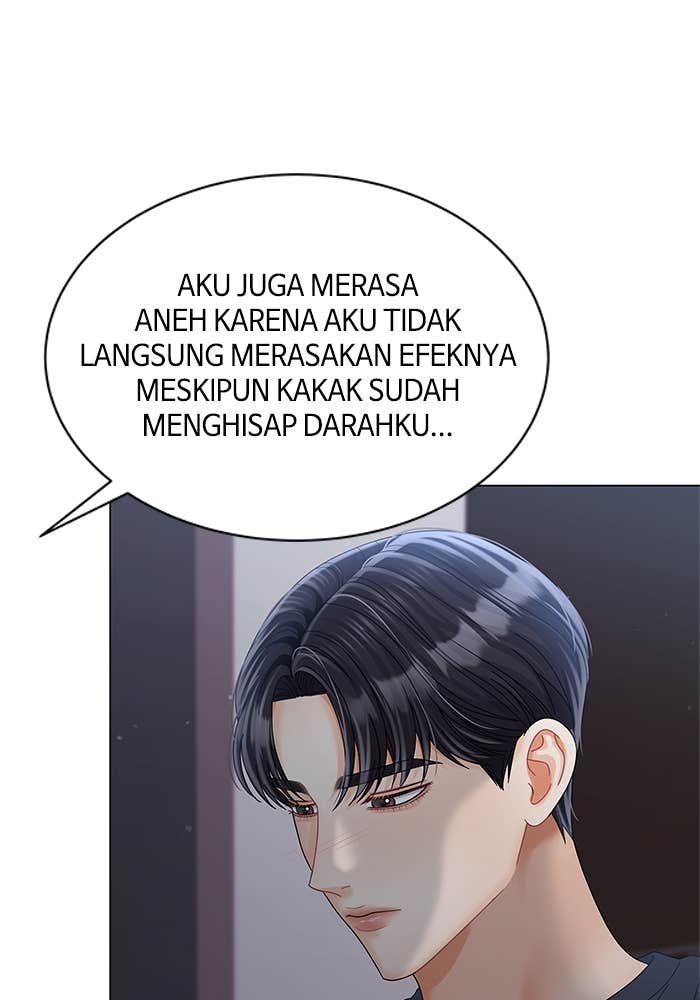 AKU JUGA MERASA
ANEH KARENA AKU TIDAK
LANGSUNG MERASAKAN EFEKNYA
MESKIPUN KAKAK SUDAH
MENGHISAP DARAHKU...